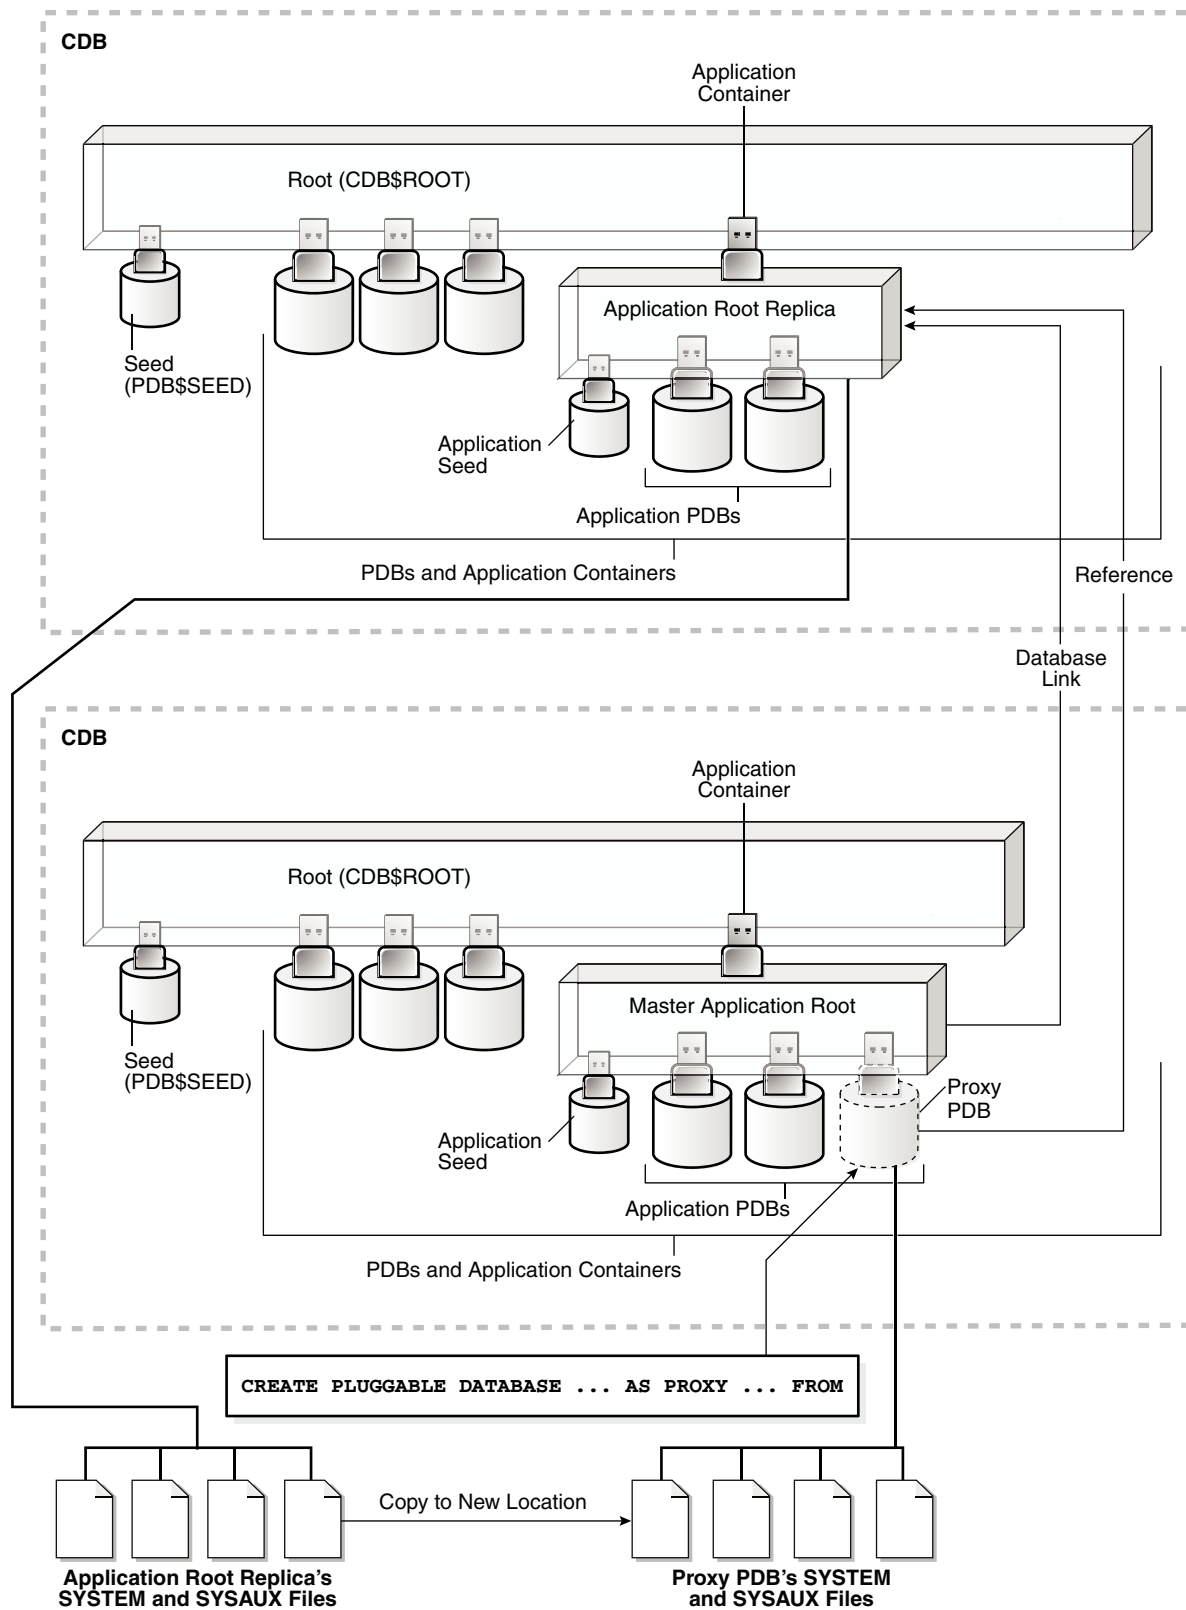 CDB
Application
Container
Root (CDB$ROOT)
Application Root Replica
Seed
(PDB$SEED)
Application
Seed
Application PDBs
PDBs and Application Containers
Reference
Database
Link
CDB
Application
Container
Root (CDB$ROOT)
Master Application Root
Seed
(PDB$SEED)
Proxy
PDB
Application
Seed
Application PDBs
PDBs and Application Containers
CREATE PLUGGABLE DATABASE ... AS PROXY ... FROM
Copy to New Location
Application Root Replica's
SYSTEM and SYSAUX Files
Proxy PDB's SYSTEM
and SYSAUX Files